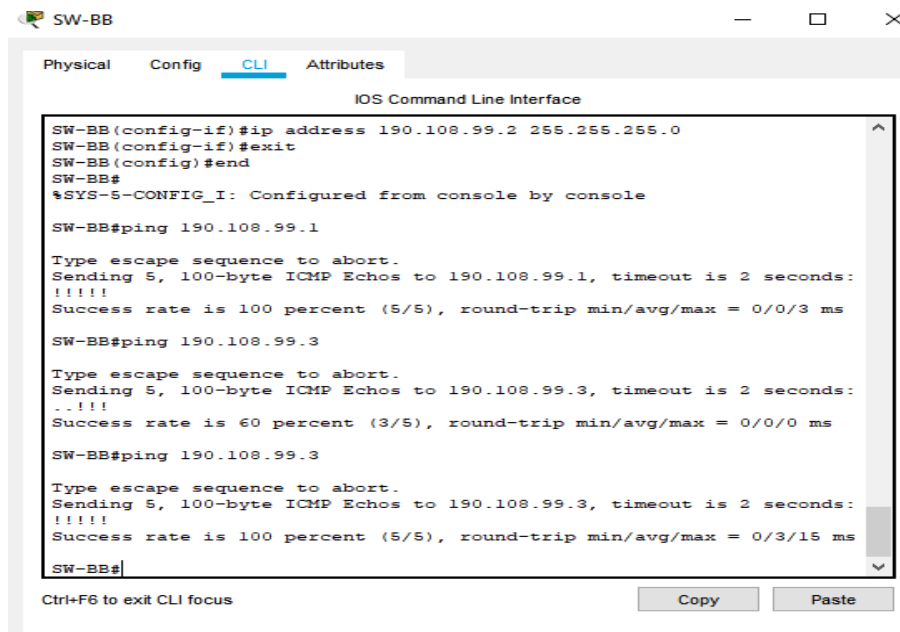 SW-BB
Physical Config CLI Attributes
IOS Command Line Interface
SW-BB(config-if)#ip address 190.108.99.2 255.255.255.0
SW-BB(config-if)#exit
SW-BB(config)#end
SW-BB#
%SYS-5-CONFIG_I: Configured from console by console
SW-BB#ping 190.108.99.1
Type escape sequence to abort.
Sending 5, 100-byte ICMP Echos to 190.108.99.1, timeout is 2 seconds:
!!!!!
Success rate is 100 percent (5/5), round-trip min/avg/max = 0/0/3 ms
SW-BB#ping 190.108.99.3
Type escape sequence to abort.
Sending 5, 100-byte ICMP Echos to 190.108.99.3, timeout is 2 seconds:
..!!!
Success rate is 60 percent (3/5), round-trip min/avg/max = 0/0/0 ms
SW-BB#ping 190.108.99.3
Type escape sequence to abort.
Sending 5, 100-byte ICMP Echos to 190.108.99.3, timeout is 2 seconds:
!!!!!
Success rate is 100 percent (5/5), round-trip min/avg/max = 0/3/15 ms
SW-BB#
Ctrl+F6 to exit CLI focus
Copy Paste